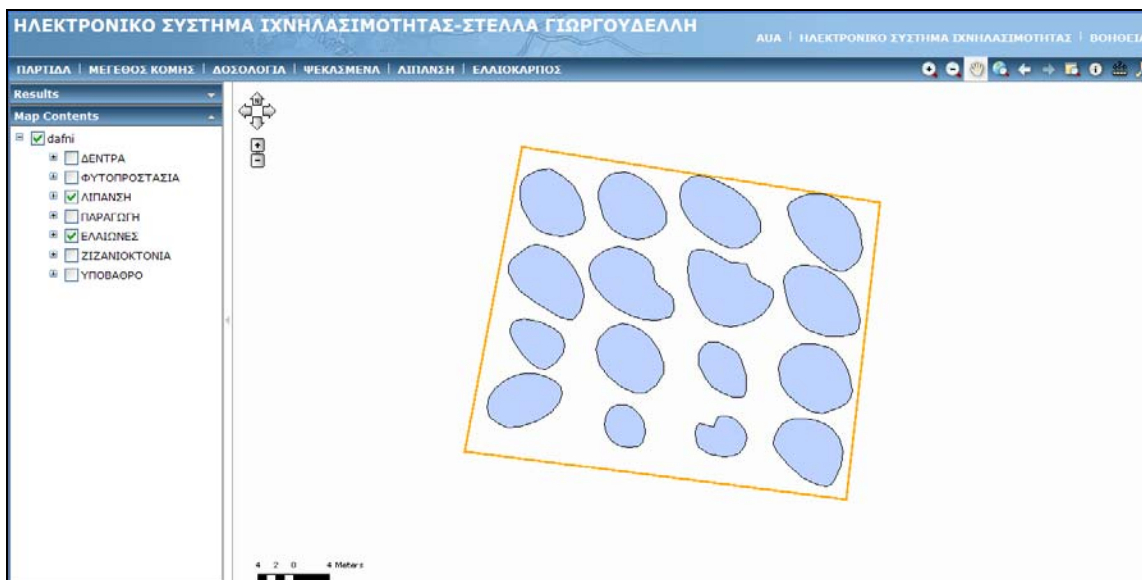 ΗΛΕΚΤΡΟΝΙΚΟ ΣΥΣΤΗΜΑ ΙΧΝΗΛΑΣΙΜΟΤΗΤΑΣ-ΣΤΕΛΛΑ ΓΙΩΡΓΟΥΔΕΛΛΗ
AUA | ΗΛΕΚΤΡΟΝΙΚΟ ΣΥΣΤΗΜΑ ΙΧΝΗΛΑΣΙΜΟΤΗΤΑΣ | ΒΟΗΘΕΙΑ
ΠΑΡΤΙΔΑ | ΜΕΓΕΘΟΣ ΚΟΜΗΣ | ΔΟΣΟΛΟΓΙΑ | ΨΕΚΑΣΜΕΝΑ | ΛΙΠΑΝΣΗ | ΕΛΑΙΟΚΑΡΠΟΣ
Results
Map Contents
dafni
ΔΕΝΤΡΑ
ΦΥΤΟΠΡΟΣΤΑΣΙΑ
ΛΙΠΑΝΣΗ
ΠΑΡΑΓΩΓΗ
ΕΛΑΙΩΝΕΣ
ΖΙΖΑΝΙΟΚΤΟΝΙΑ
ΥΠΟΒΑΘΡΟ
N
4 2 0 4 Meters